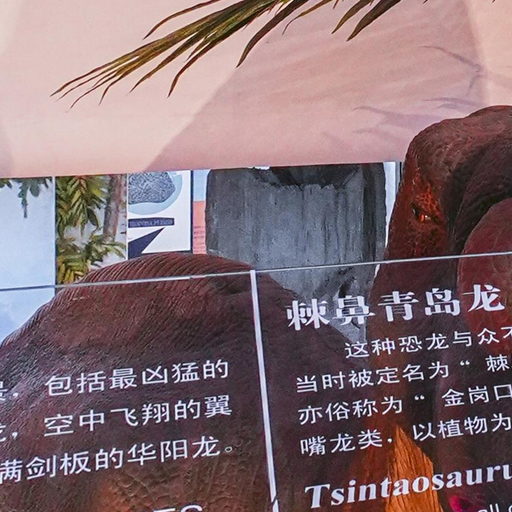 包括最凶猛的
空中飞翔的翼
满剑板的华阳龙。
棘鼻青岛龙
这种恐龙与众不
当时被定名为“棘
亦俗称为“金岗口
嘴龙类，以植物为
Tsintaosauru